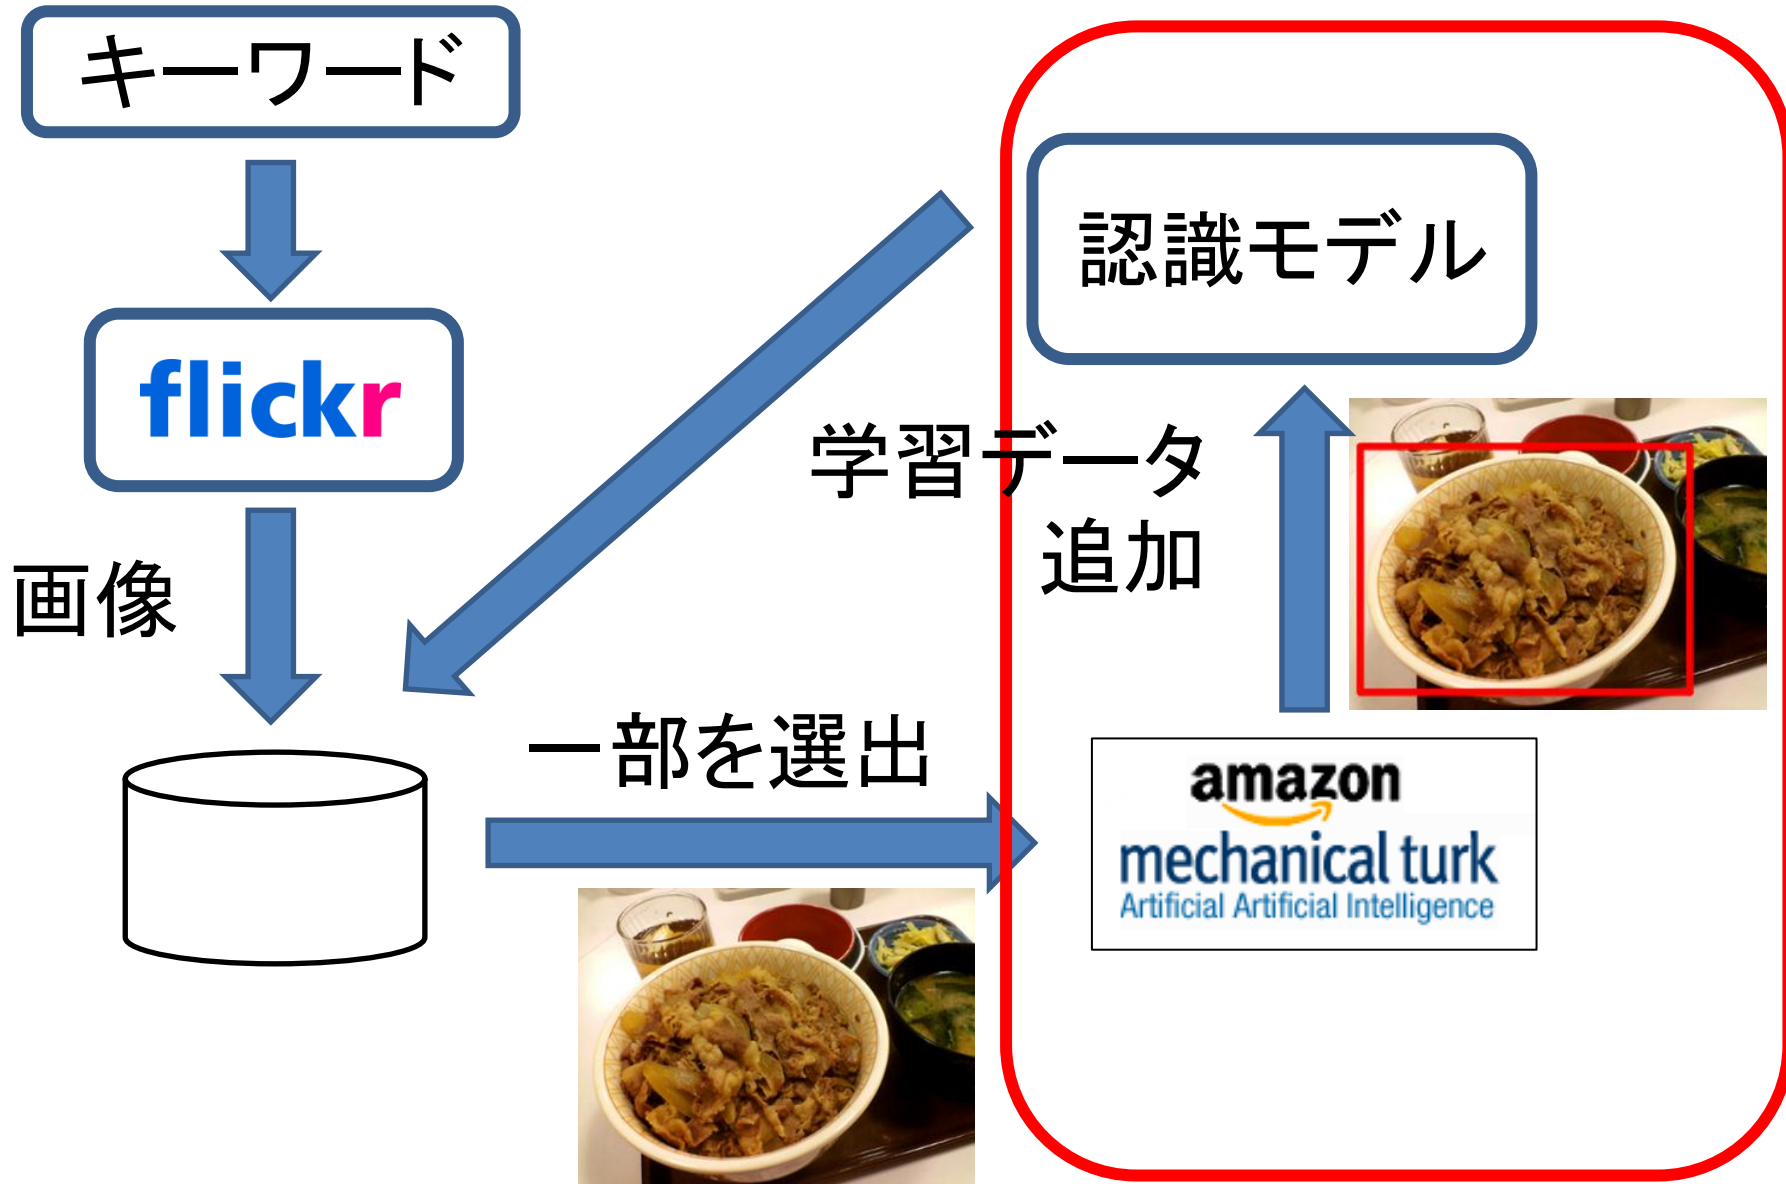 キーワード
flickr
画像
認識モデル
学習データ
追加
一部を選出
amazon
mechanical turk
Artificial Artificial Intelligence